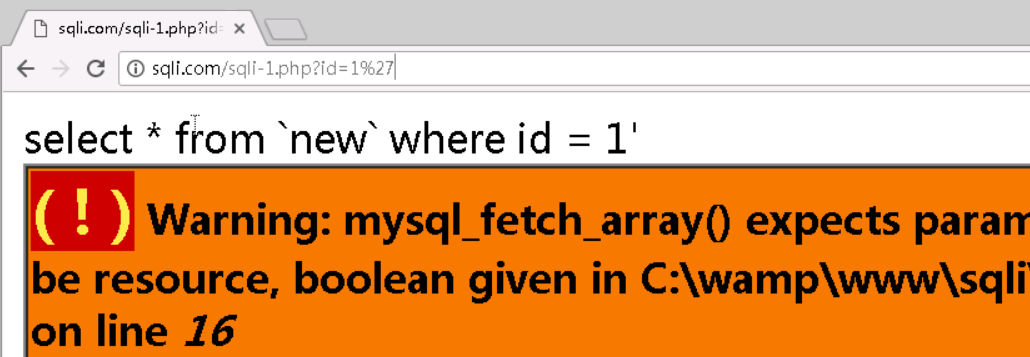 sqli.com/sqli-1.php?id=
sqli.com/sqli-1.php?id=1%27
select * from `new` where id = 1'
( ! ) Warning: mysql_fetch_array() expects param
be resource, boolean given in C:\wamp\www\sqli\
on line 16